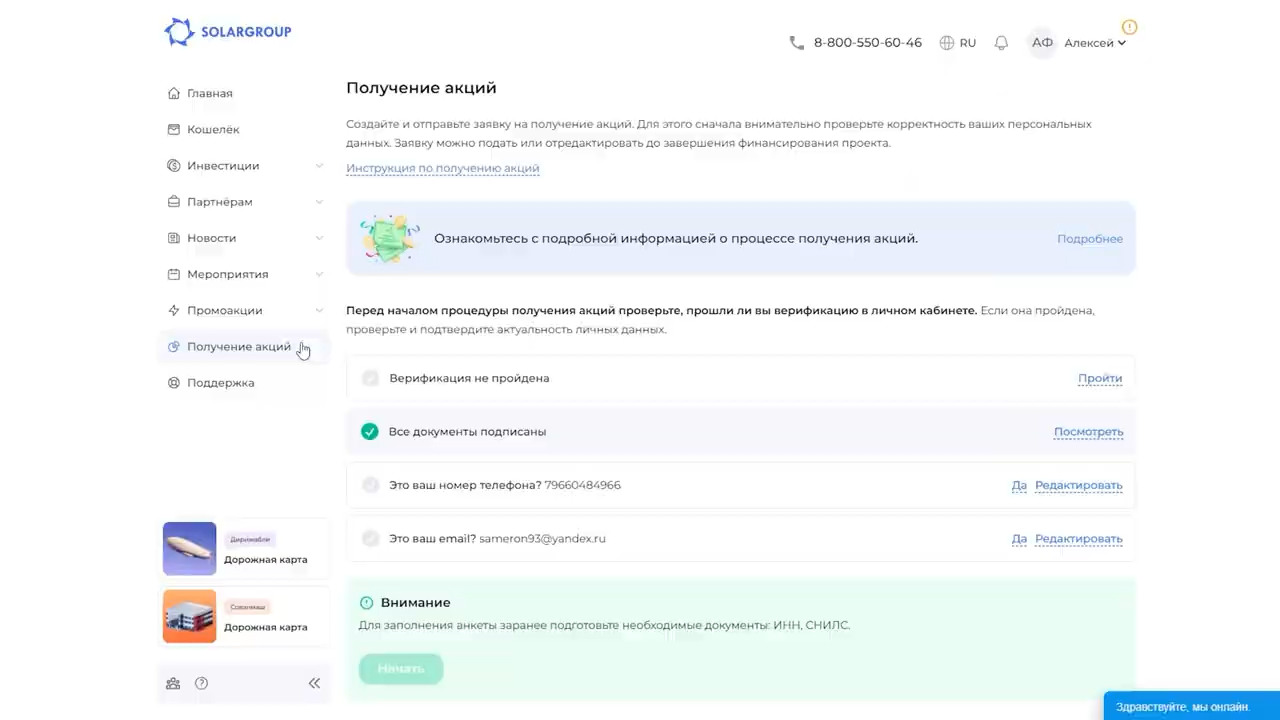 SOLARGROUP
8-800-550-60-46
RU
АФ
Алексей
Главная
Кошелёк
Инвестиции
Партнёрам
Новости
Мероприятия
Промоакции
Получение акций
Поддержка
Дирижабли
Дорожная карта
Совэлмаш
Дорожная карта
Получение акций
Создайте и отправьте заявку на получение акций. Для этого сначала внимательно проверьте корректность ваших персональных
данных. Заявку можно подать или отредактировать до завершения финансирования проекта.
Инструкция по получению акций
Ознакомьтесь с подробной информацией о процессе получения акций.
Подробнее
Перед началом процедуры получения акций проверьте, прошли ли вы верификацию в личном кабинете. Если она пройдена,
проверьте и подтвердите актуальность личных данных.
Верификация не пройдена
Пройти
Все документы подписаны
Посмотреть
Это ваш номер телефона? 79660484966
Да Редактировать
Это ваш email? sameron93@yandex.ru
Да Редактировать
Внимание
Для заполнения анкеты заранее подготовьте необходимые документы: ИНН, СНИЛС.
Начать
Здравствуйте, мы онлайн.